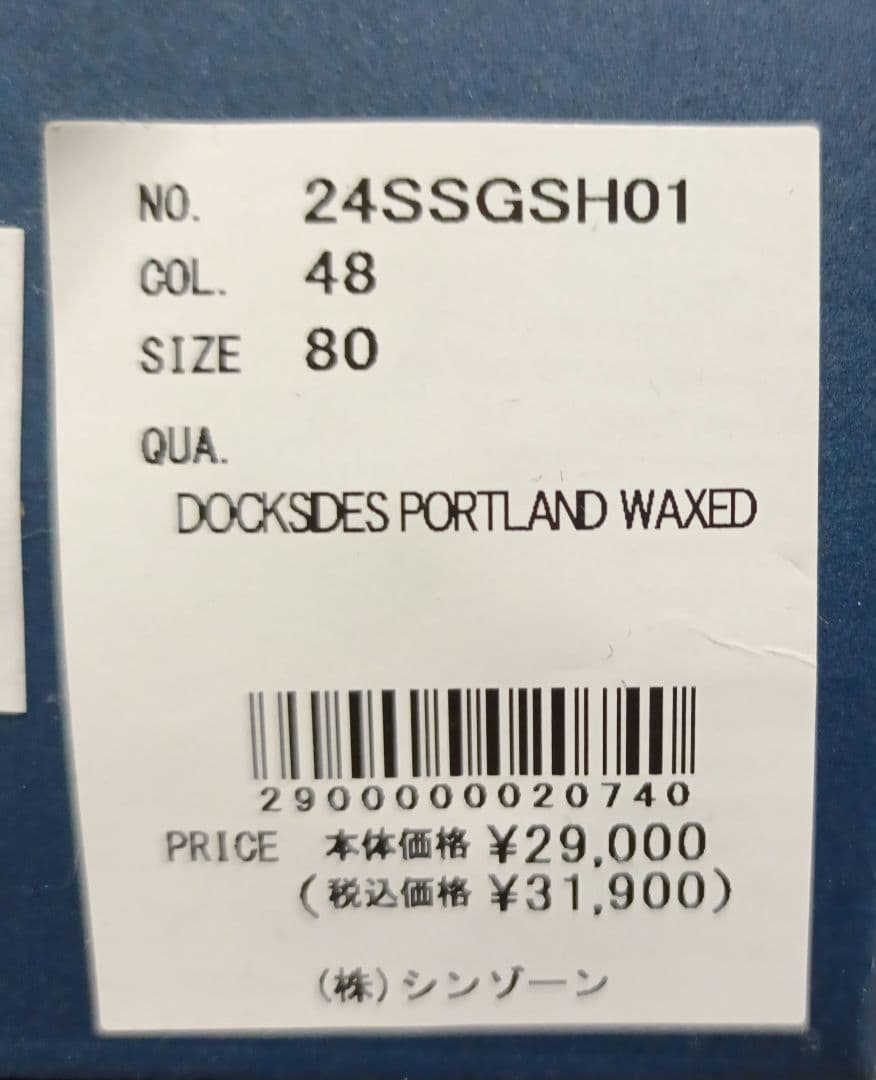 NO. 24SSGSH01
COL. 48
SIZE 80
QUA.
DOCKSIDES PORTLAND WAXED
2900000020740
PRICE 本体価格 ¥29,000
(税込価格 ¥31,900)
(株)シンゾーン